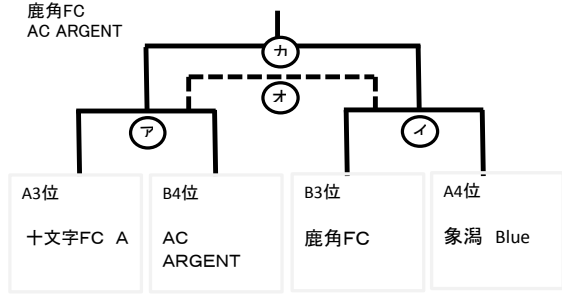 鹿角FC
AC ARGENT
カ
オ
ア
イ
A3位
十文字FC A
B4位
AC
ARGENT
B3位
鹿角FC
A4位
象潟 Blue